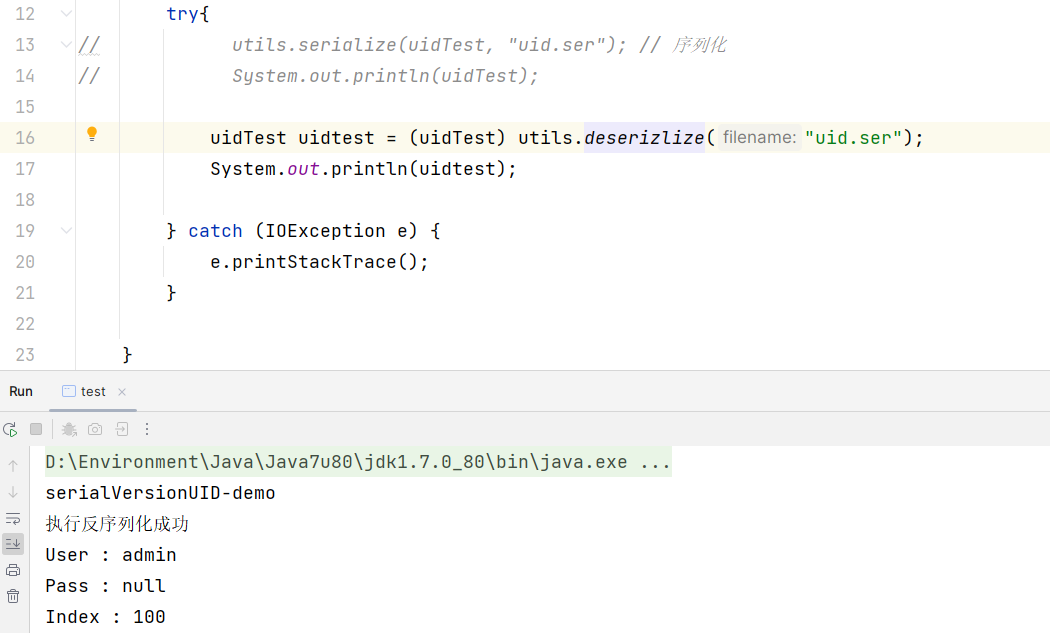 12 try{
13 // utils.serialize(uidTest, "uid.ser"); // 序列化
14 // System.out.println(uidTest);
15
16 uidTest uidtest = (uidTest) utils.deserizlize( filename: "uid.ser");
17 System.out.println(uidtest);
18
19 } catch (IOException e) {
20 e.printStackTrace();
21 }
22
23 }
Run test
D:\Environment\Java\Java7u80\jdk1.7.0_80\bin\java.exe ...
serialVersionUID-demo
执行反序列化成功
User : admin
Pass : null
Index : 100